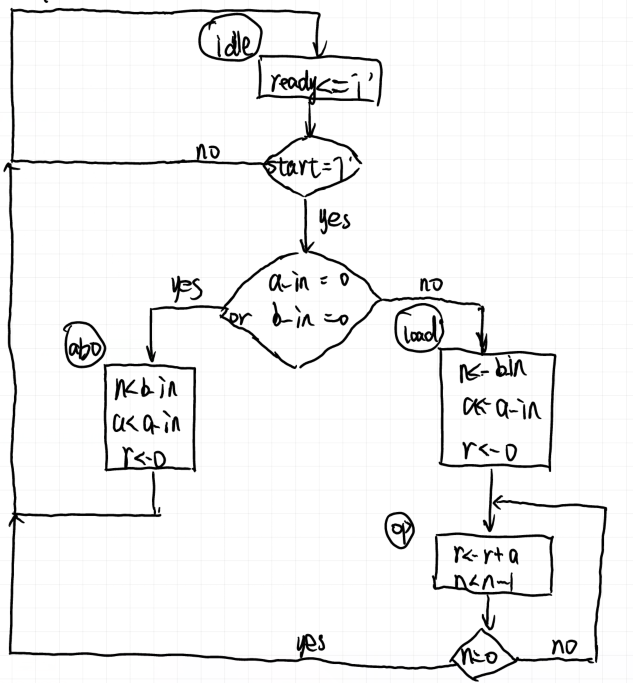 idle
ready<='1'
no
start='1'
yes
a_in = 0
or b_in =0
yes
no
ab0
n<b_in
a<a_in
r<-0
load
n<-b_in
a<-a_in
r<-0
op
r<-r+a
n<n-1
n=0
yes
no